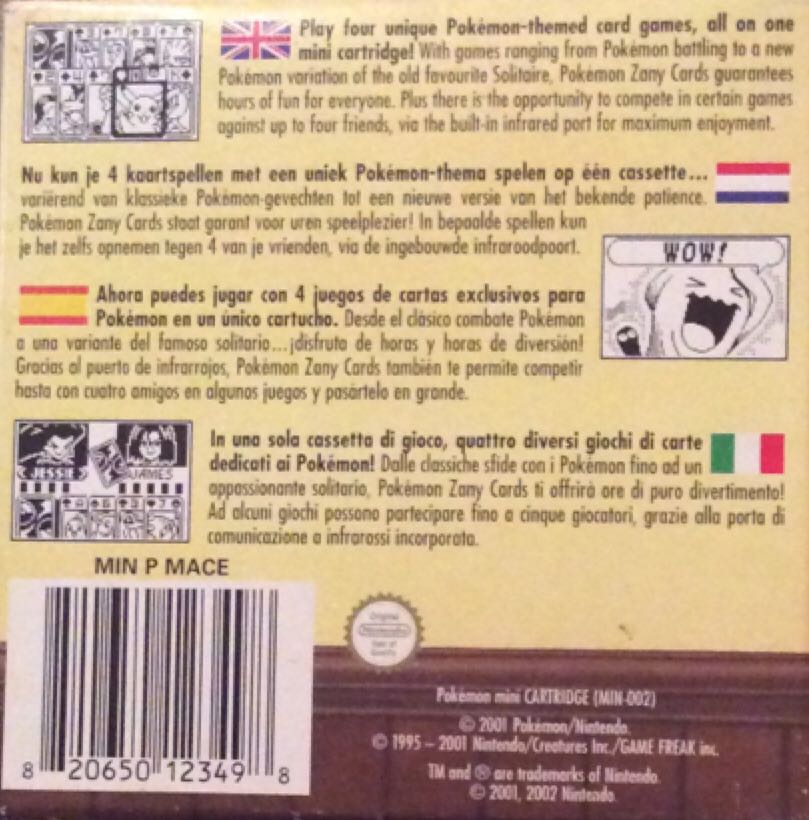 Play four unique Pokémon-themed card games, all on one
mini cartridge! With games ranging from Pokémon battling to a new
Pokémon variation of the old favourite Solitaire, Pokémon Zany Cards guarantees
hours of fun for everyone. Plus there is the opportunity to compete in certain games
against up to four friends, via the built-in infrared port for maximum enjoyment.
Nu kun je 4 kaartspellen met een uniek Pokémon-thema spelen op één cassette...
variërend van klassieke Pokémon-gevechten tot een nieuwe versie van het bekende patience.
Pokémon Zany Cards staat garant voor uren speelplezier! In bepaalde spellen kun
je het zelfs opnemen tegen 4 van je vrienden, via de ingebouwde infraroodpoort.
WOW!
Ahora puedes jugar con 4 juegos de cartas exclusivos para
Pokémon en un único cartucho. Desde el clásico combate Pokémon
a una variante del famoso solitario...¡disfruta de horas y horas de diversión!
Gracias al puerto de infrarrojos, Pokémon Zany Cards también te permite competir
hasta con cuatro amigos en algunos juegos y pasártelo en grande.
JESSIE
JAMES
In una sola cassetta di gioco, quattro diversi giochi di carte
dedicati ai Pokémon! Dalle classiche sfide con i Pokémon fino ad un
appassionante solitario, Pokémon Zany Cards ti offrirà ore di puro divertimento!
Ad alcuni giochi possono partecipare fino a cinque giocatori, grazie alla porta di
comunicazione a infrarossi incorporata.
MIN P MACE
8 20650 12349 8
Original
Nintendo
Seal of
Quality
Pokémon mini CARTRIDGE (MIN-002)
© 2001 Pokémon/Nintendo.
© 1995 – 2001 Nintendo/Creatures Inc./GAME FREAK inc.
TM and ® are trademarks of Nintendo.
© 2001, 2002 Nintendo.